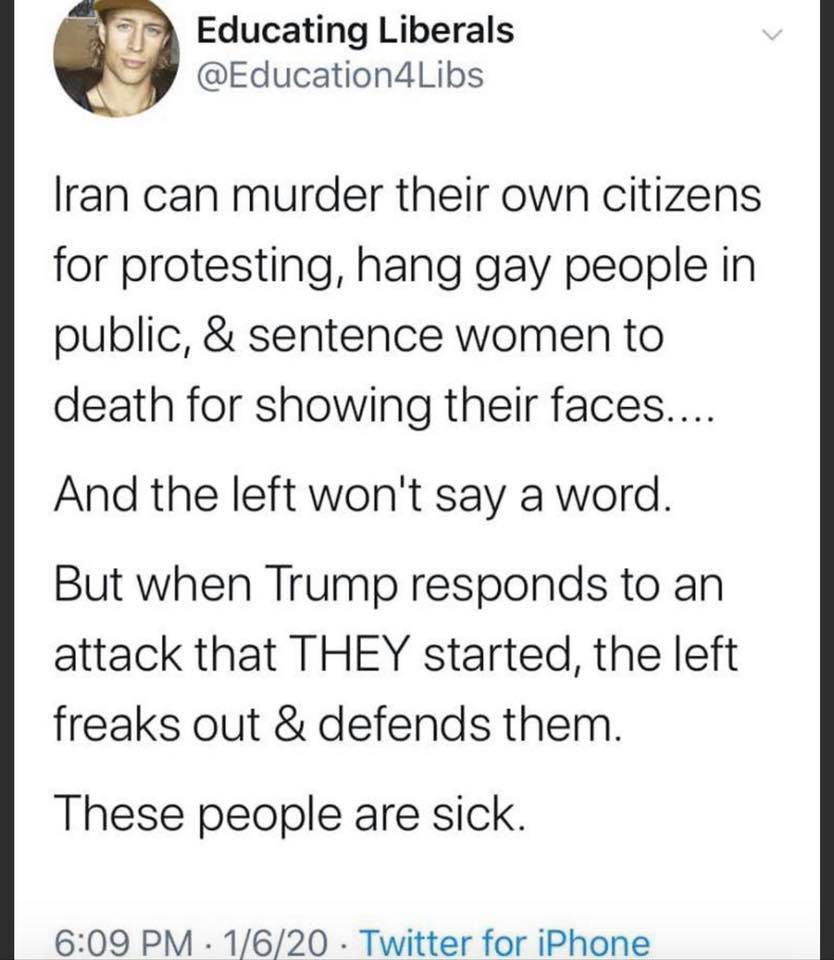 Educating Liberals
@Education4Libs
Iran can murder their own citizens
for protesting, hang gay people in
public, & sentence women to
death for showing their faces....
And the left won't say a word.
But when Trump responds to an
attack that THEY started, the left
freaks out & defends them.
These people are sick.
6:09 PM · 1/6/20 · Twitter for iPhone